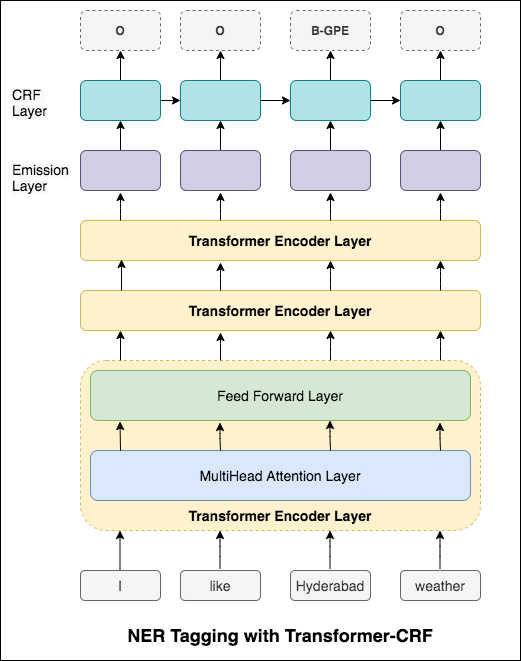 O O B-GPE O
CRF
Layer
Emission
Layer
Transformer Encoder Layer
Transformer Encoder Layer
Feed Forward Layer
MultiHead Attention Layer
Transformer Encoder Layer
I like Hyderabad weather
NER Tagging with Transformer-CRF